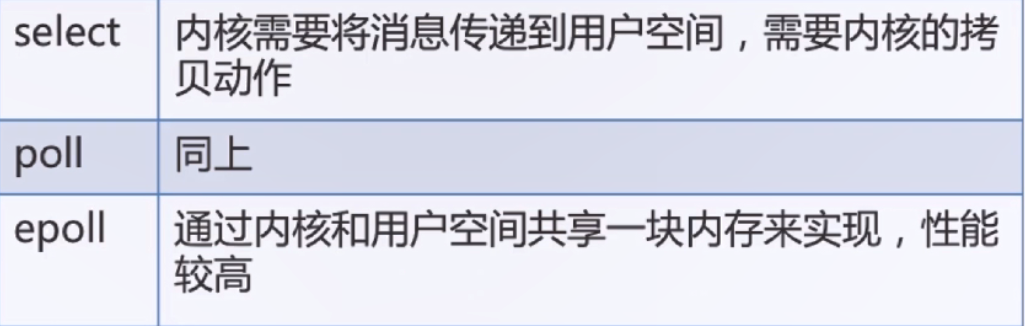 select 内核需要将消息传递到用户空间，需要内核的拷
贝动作
poll 同上
epoll 通过内核和用户空间共享一块内存来实现，性能
较高